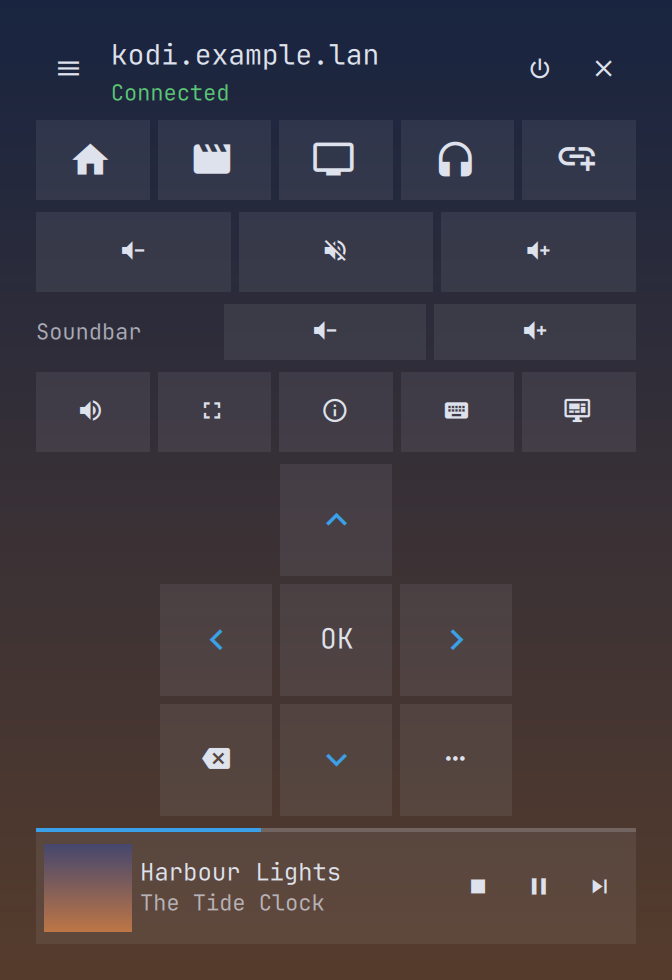 kodi.example.lan
Connected
Soundbar
OK
Harbour Lights
The Tide Clock